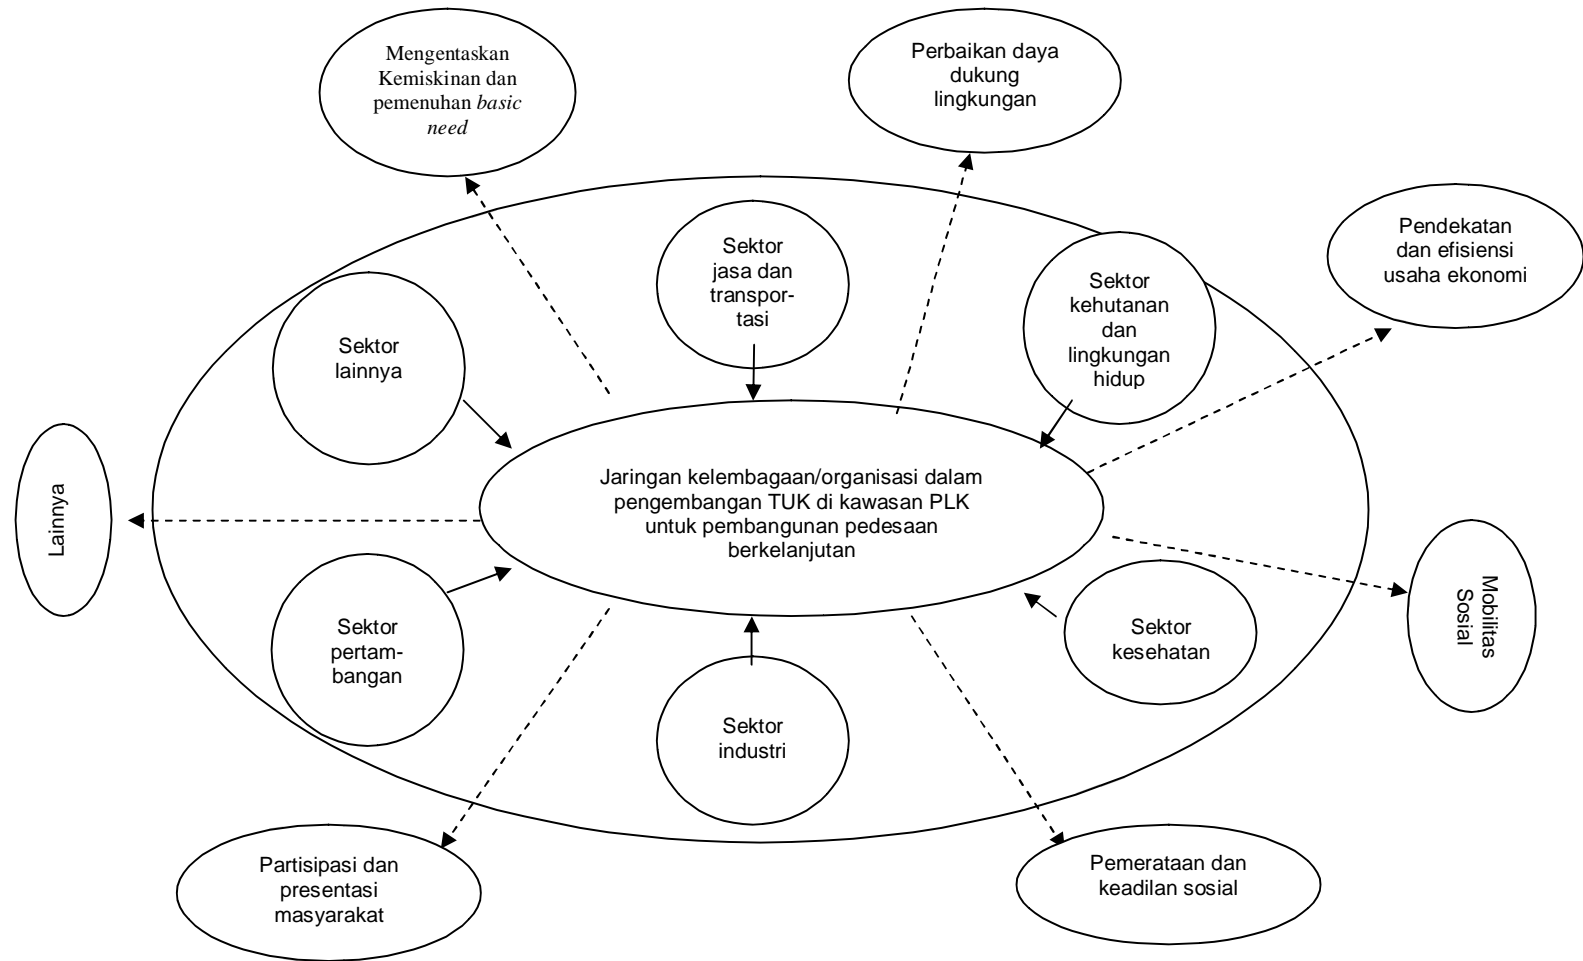 Mengentaskan
Kemiskinan dan
pemenuhan basic
need
Perbaikan daya
dukung
lingkungan
Pendekatan
dan efisiensi
usaha ekonomi
Sektor
jasa dan
transpor-
tasi
Sektor
kehutanan
dan
lingkungan
hidup
Sektor
lainnya
Jaringan kelembagaan/organisasi dalam
pengembangan TUK di kawasan PLK
untuk pembangunan pedesaan
berkelanjutan
Lainnya
Mobilitas
Sosial
Sektor
pertam-
bangan
Sektor
kesehatan
Sektor
industri
Partisipasi dan
presentasi
masyarakat
Pemerataan dan
keadilan sosial